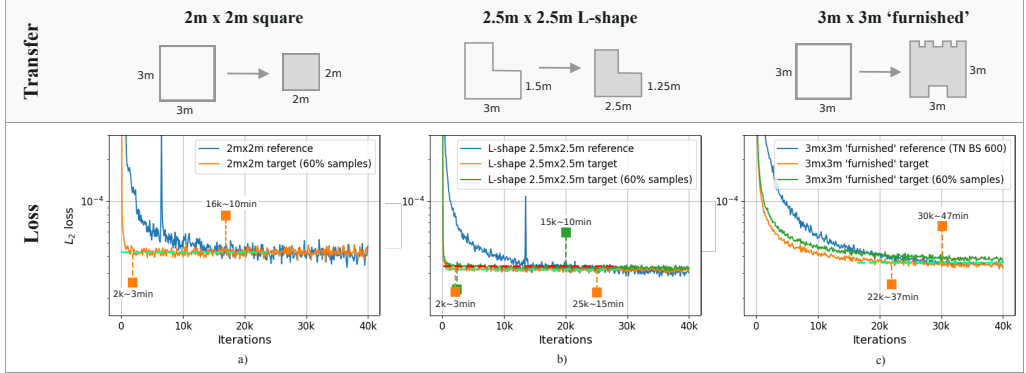 2m x 2m square
2.5m x 2.5m L-shape
3m x 3m ‘furnished’
Transfer
3m
3m
2m
2m
1.5m
3m
1.25m
2.5m
3m
3m
3m
3m
Loss
L2 loss
10−4
2mx2m reference
2mx2m target (60% samples)
16k~10min
2k~3min
0
10k
20k
30k
40k
Iterations
a)
10−4
L-shape 2.5mx2.5m reference
L-shape 2.5mx2.5m target
L-shape 2.5mx2.5m target (60% samples)
15k~10min
2k~3min
25k~15min
0
10k
20k
30k
40k
Iterations
b)
10−4
3mx3m 'furnished' reference (TN BS 600)
3mx3m 'furnished' target
3mx3m 'furnished' target (60% samples)
30k~47min
22k~37min
0
10k
20k
30k
40k
Iterations
c)